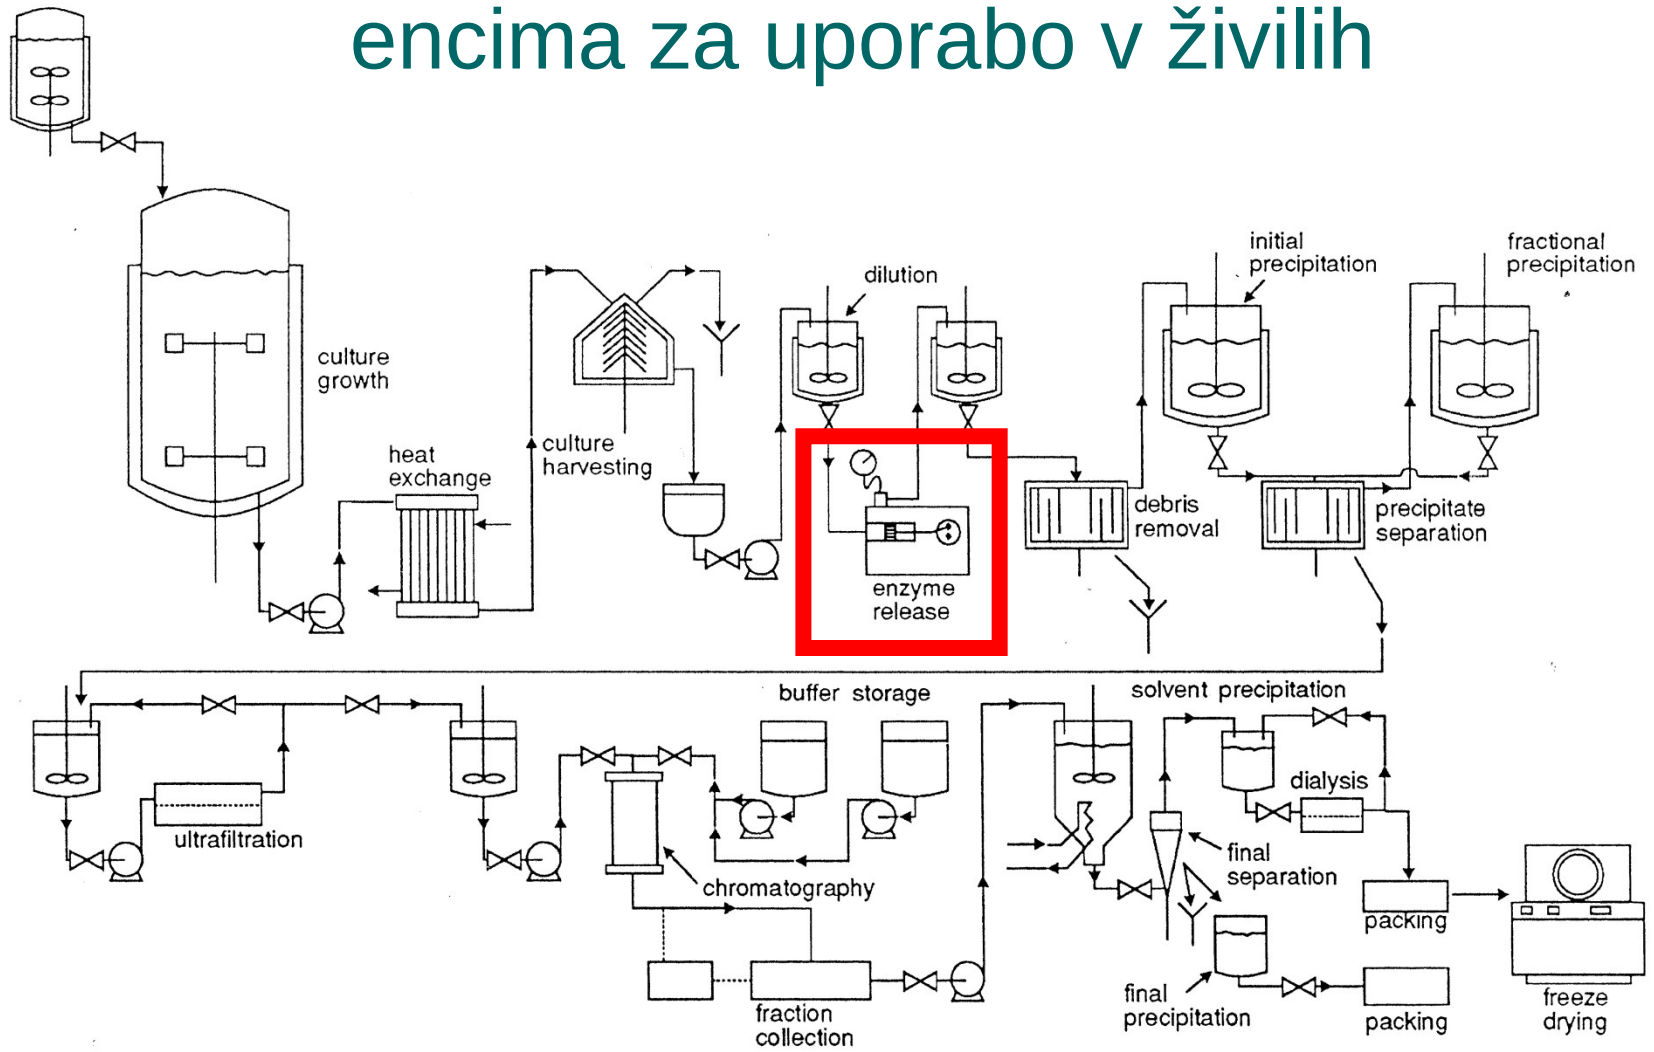 encima za uporabo v živilih
initial
precipitation
fractional
precipitation
dilution
culture
growth
culture
harvesting
heat
exchange
debris
removal
precipitate
separation
enzyme
release
buffer storage
solvent precipitation
dialysis
ultrafiltration
chromatography
final
separation
packing
fraction
collection
final
precipitation
packing
freeze
drying